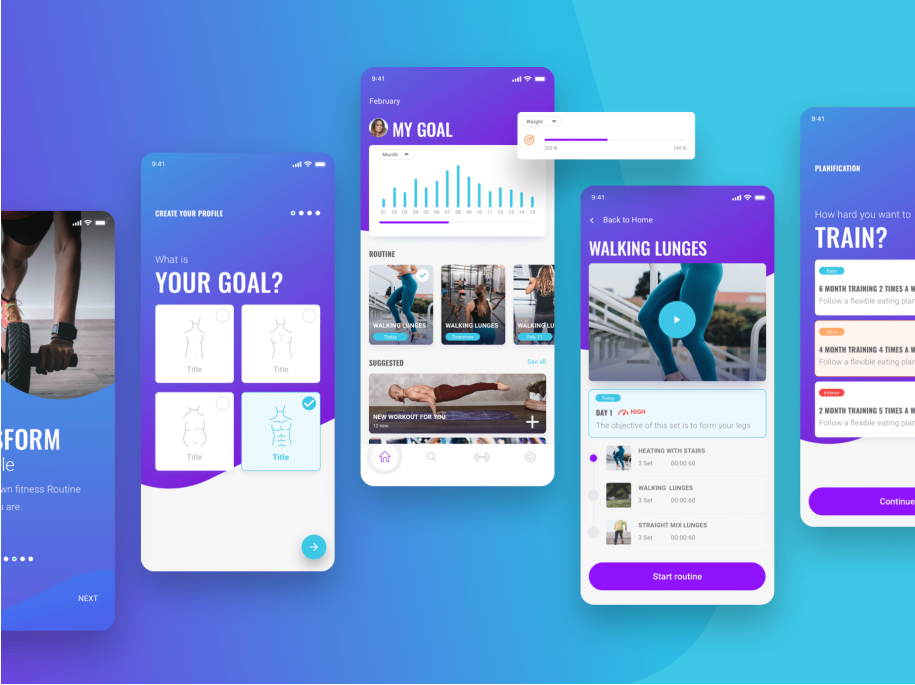 SFORM
le
wn fitness Routine
u are.
NEXT
9:41
CREATE YOUR PROFILE
What is
YOUR GOAL?
Title
Title
Title
Title
9:41
February
MY GOAL
Month
01 02 03 04 05 06 07 08 09 10 11 12 13 14 15
Weight
250 lb
240 lb
ROUTINE
WALKING LUNGES
Today
WALKING LUNGES
Tomorrow
WALKING LU
Feb, 11
SUGGESTED
See all
NEW WORKOUT FOR YOU
12 new
9:41
Back to Home
WALKING LUNGES
Today
DAY 1 HIGH
The objective of this set is to form your legs
HEATING WITH STAIRS
3 Set 00:00:60
WALKING LUNGES
3 Set 00:00:60
STRAIGHT MIX LUNGES
3 Set 00:00:60
Start routine
9:41
PLANIFICATION
How hard you want to
TRAIN?
Easy
6 MONTH TRAINING 2 TIMES A W
Follow a flexible eating plan
4 MONTH TRAINING 4 TIMES A W
Follow a flexible eating plan
Intense
2 MONTH TRAINING 5 TIMES A W
Follow a flexible eating plan
Continue